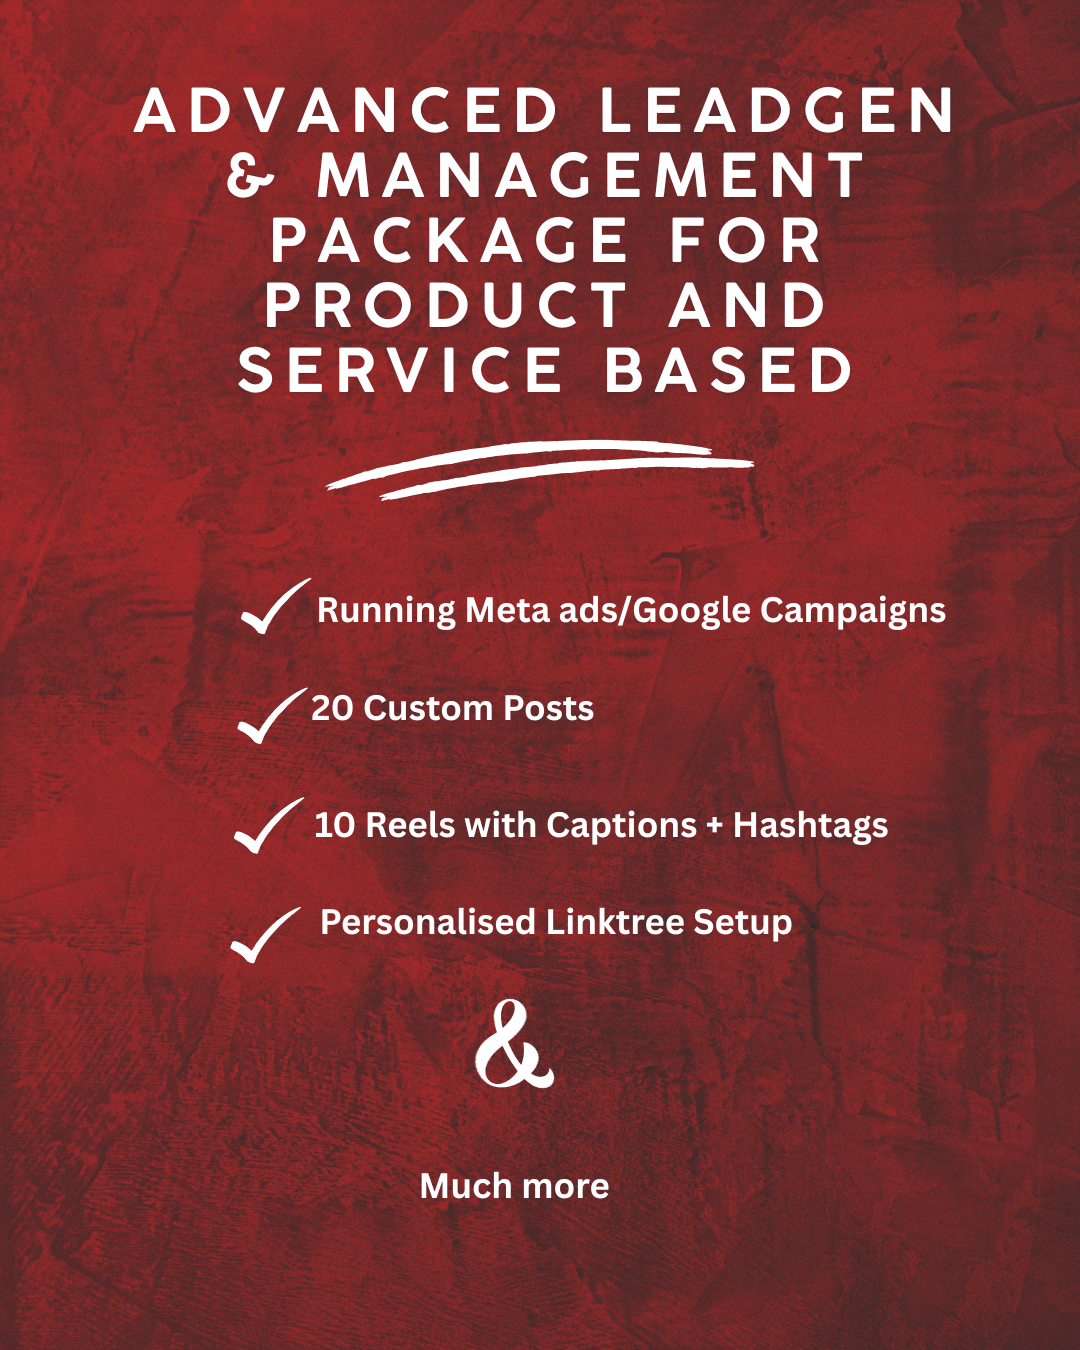 ADVANCED LEADGEN
& MANAGEMENT
PACKAGE FOR
PRODUCT AND
SERVICE BASED
Running Meta ads/Google Campaigns
20 Custom Posts
10 Reels with Captions + Hashtags
Personalised Linktree Setup
&
Much more